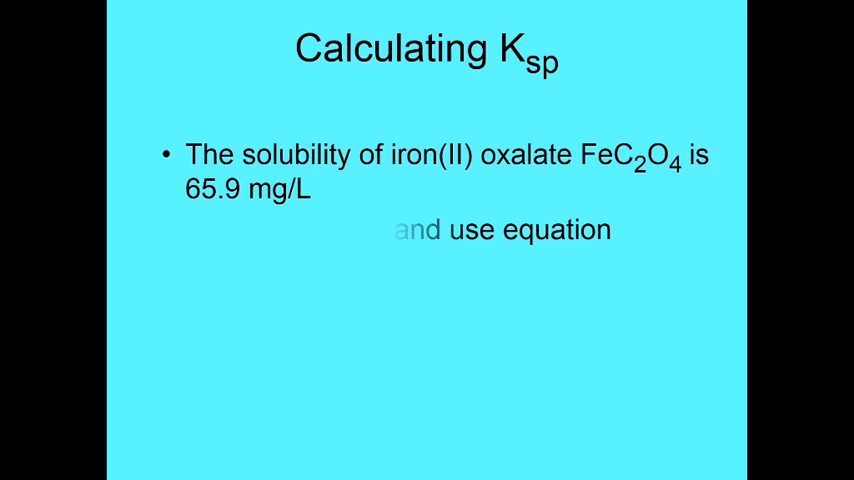 Calculating Ksp
• The solubility of iron(II) oxalate FeC2O4 is
65.9 mg/L
and use equation